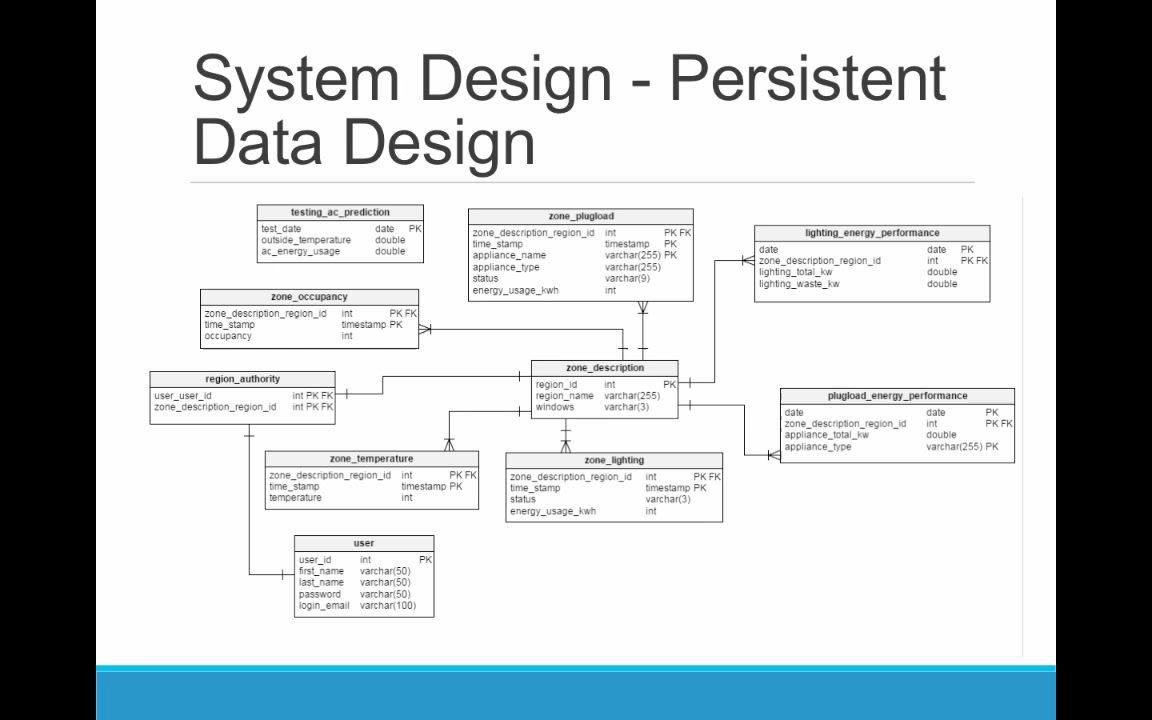 System Design - Persistent
Data Design
testing_ac_prediction
test_date date PK
outside_temperature double
ac_energy_usage double
zone_plugload
zone_description_region_id int PK FK
time_stamp timestamp PK
appliance_name varchar(255) PK
appliance_type varchar(255)
status varchar(9)
energy_usage_kwh int
lighting_energy_performance
date date PK
zone_description_region_id int PK FK
lighting_total_kw double
lighting_waste_kw double
zone_occupancy
zone_description_region_id int PK FK
time_stamp timestamp PK
occupancy int
region_authority
user_user_id int PK FK
zone_description_region_id int PK FK
zone_description
region_id int PK
region_name varchar(255)
windows varchar(3)
plugload_energy_performance
date date PK
zone_description_region_id int PK FK
appliance_total_kw double
appliance_type varchar(255) PK
zone_temperature
zone_description_region_id int PK FK
time_stamp timestamp PK
temperature int
zone_lighting
zone_description_region_id int PK FK
time_stamp timestamp PK
status varchar(3)
energy_usage_kwh int
user
user_id int PK
first_name varchar(50)
last_name varchar(50)
password varchar(50)
login_email varchar(100)